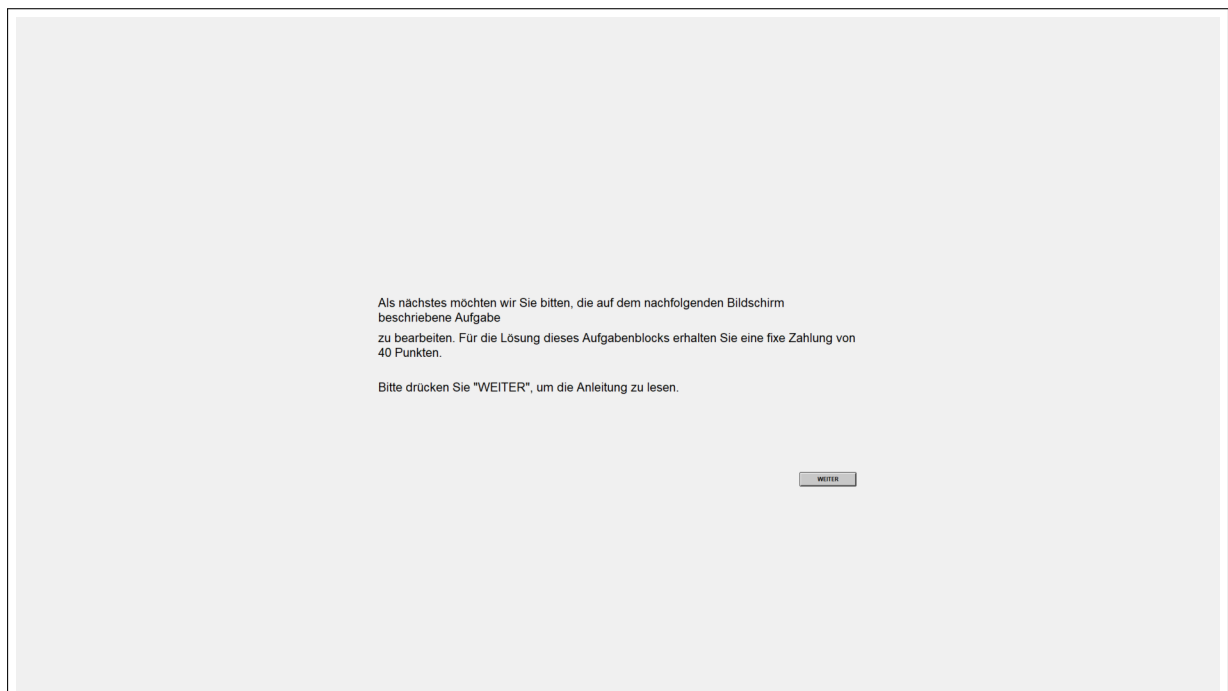 Als nächstes möchten wir Sie bitten, die auf dem nachfolgenden Bildschirm
beschriebene Aufgabe
zu bearbeiten. Für die Lösung dieses Aufgabenblocks erhalten Sie eine fixe Zahlung von
40 Punkten.
Bitte drücken Sie "WEITER", um die Anleitung zu lesen.
WEITER